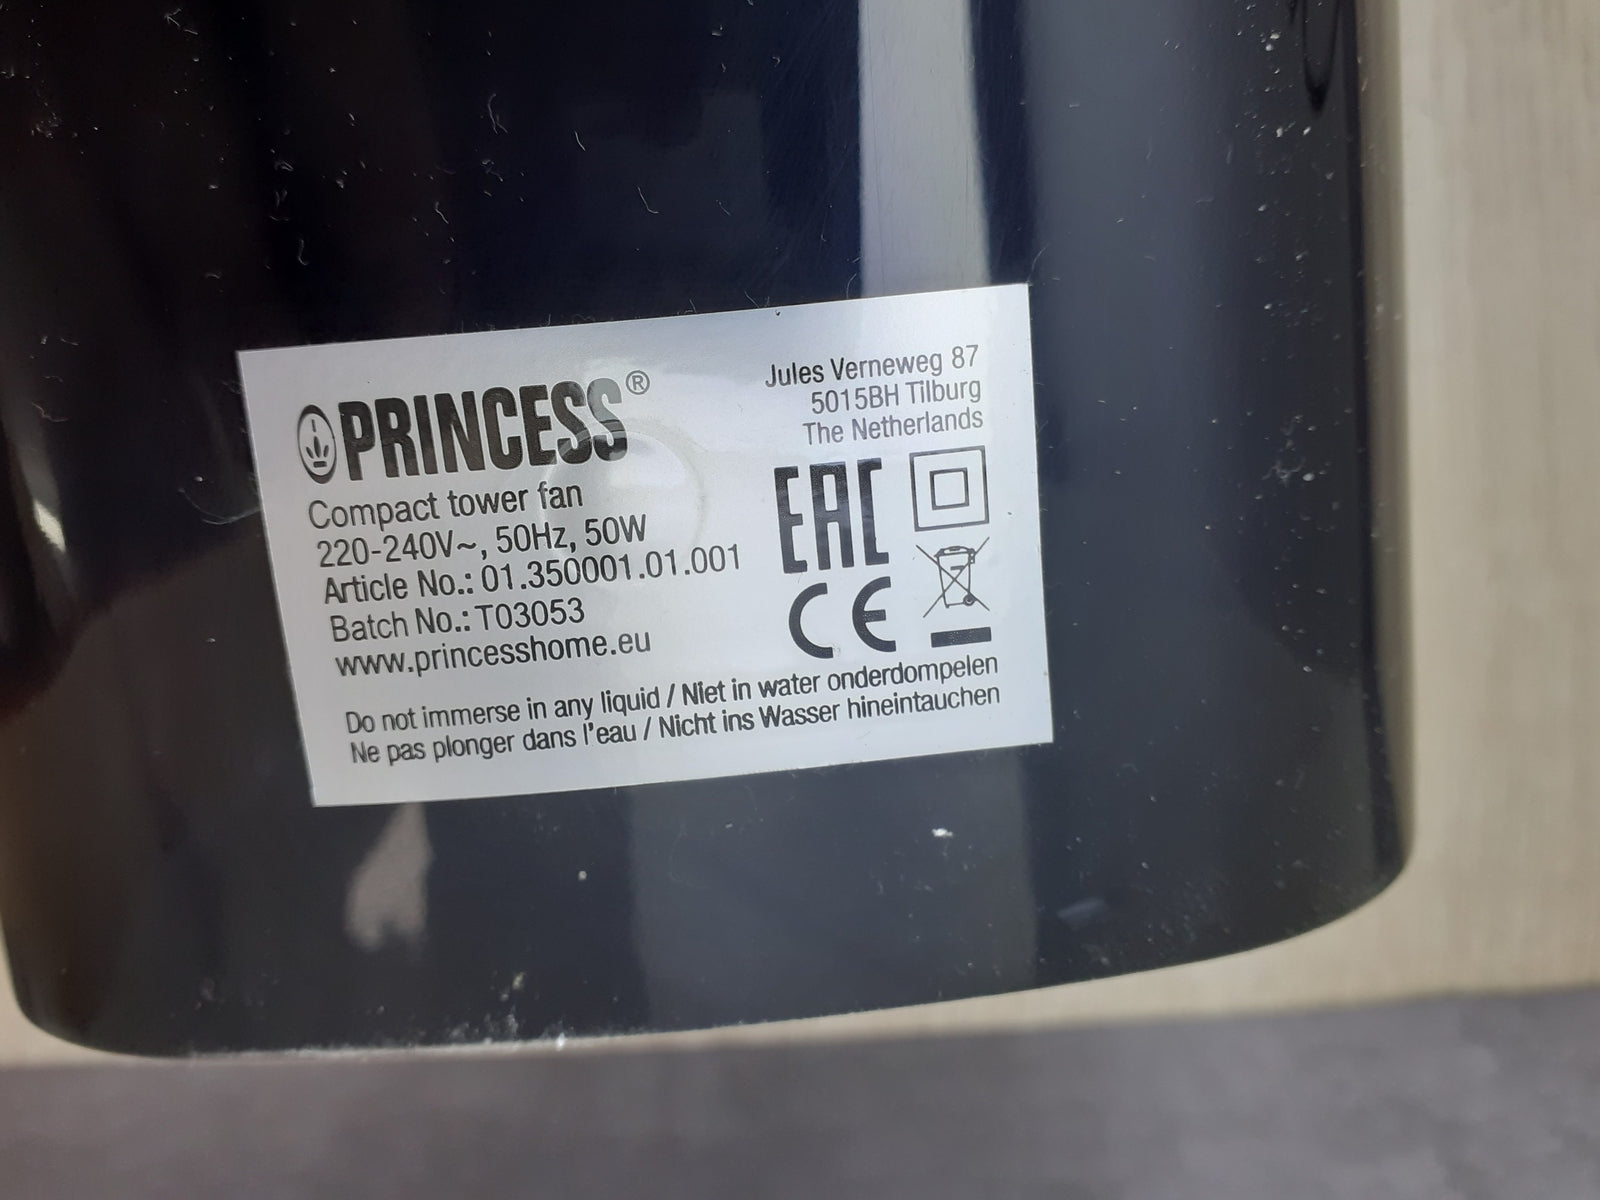 PRINCESS®
Compact tower fan
220-240V~, 50Hz, 50W
Article No.: 01.350001.01.001
Batch No.: T03053
www.princesshome.eu
Jules Verneweg 87
5015BH Tilburg
The Netherlands
EAC
CE
Do not immerse in any liquid / Niet in water onderdompelen
Ne pas plonger dans l'eau / Nicht ins Wasser hineintauchen